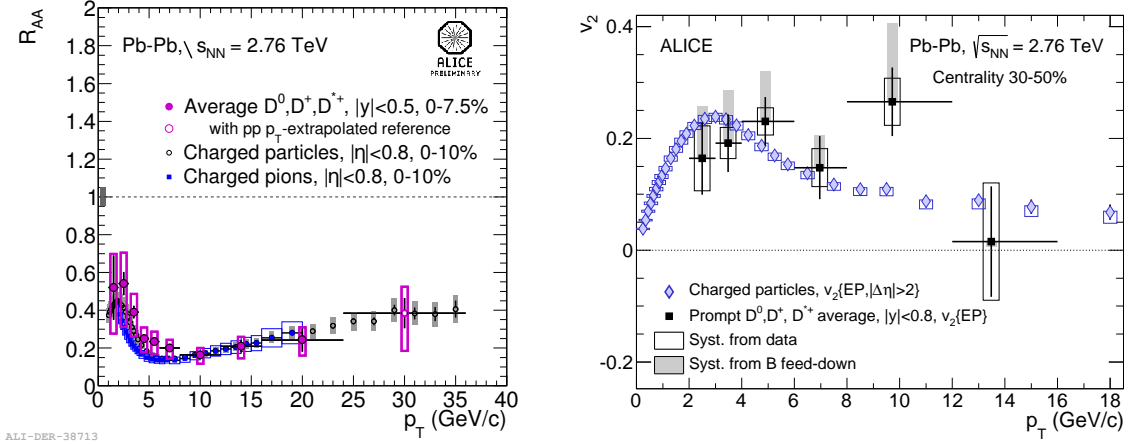 R_AA
2
1.8
1.6
1.4
1.2
1
0.8
0.6
0.4
0.2
0
Pb-Pb, \ s_NN = 2.76 TeV
ALICE
PRELIMINARY
Average D^0,D^+,D^*+, |y|<0.5, 0-7.5%
with pp p_T-extrapolated reference
Charged particles, |η|<0.8, 0-10%
Charged pions, |η|<0.8, 0-10%
0 5 10 15 20 25 30 35 40
p_T (GeV/c)
ALI-DER-38713
v_2
0.4
0.2
0
-0.2
ALICE
Pb-Pb, √s_NN = 2.76 TeV
Centrality 30-50%
Charged particles, v_2{EP,|Δη|>2}
Prompt D^0,D^+, D^*+ average, |y|<0.8, v_2{EP}
Syst. from data
Syst. from B feed-down
0 2 4 6 8 10 12 14 16 18
p_T (GeV/c)